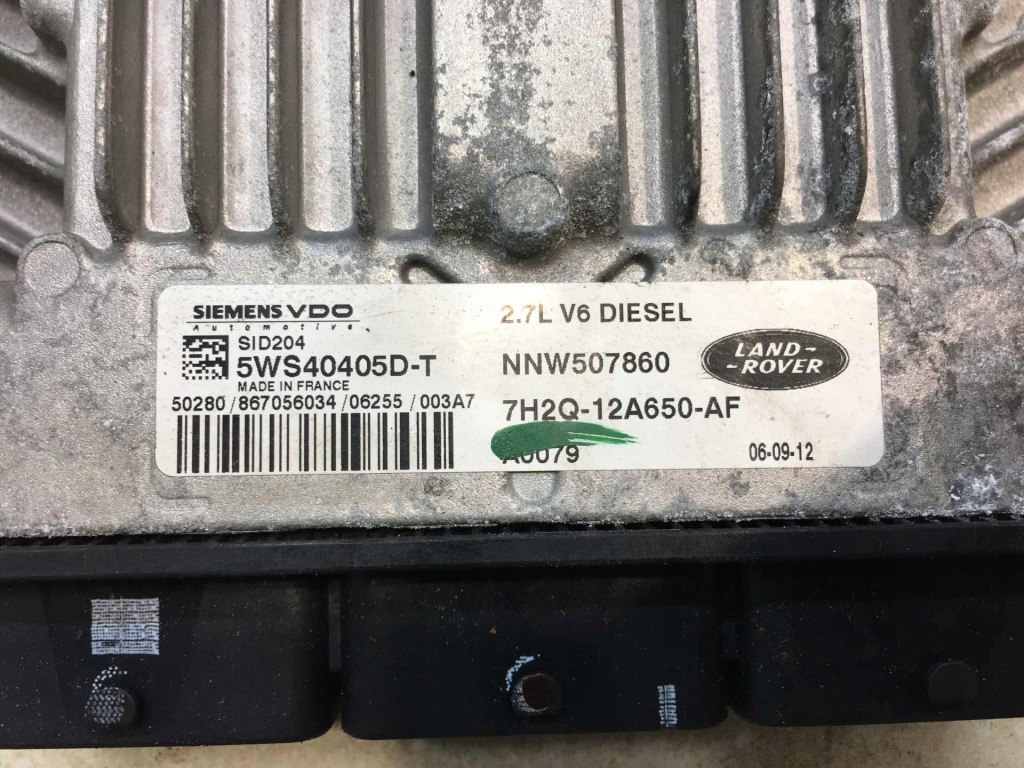 SIEMENS VDO
Automotive
SID204
5WS40405D-T
MADE IN FRANCE
50280 / 867056034 / 06255 / 003A7
2.7L V6 DIESEL
NNW507860
LAND-
-ROVER
7H2Q-12A650-AF
A0079
06-09-12